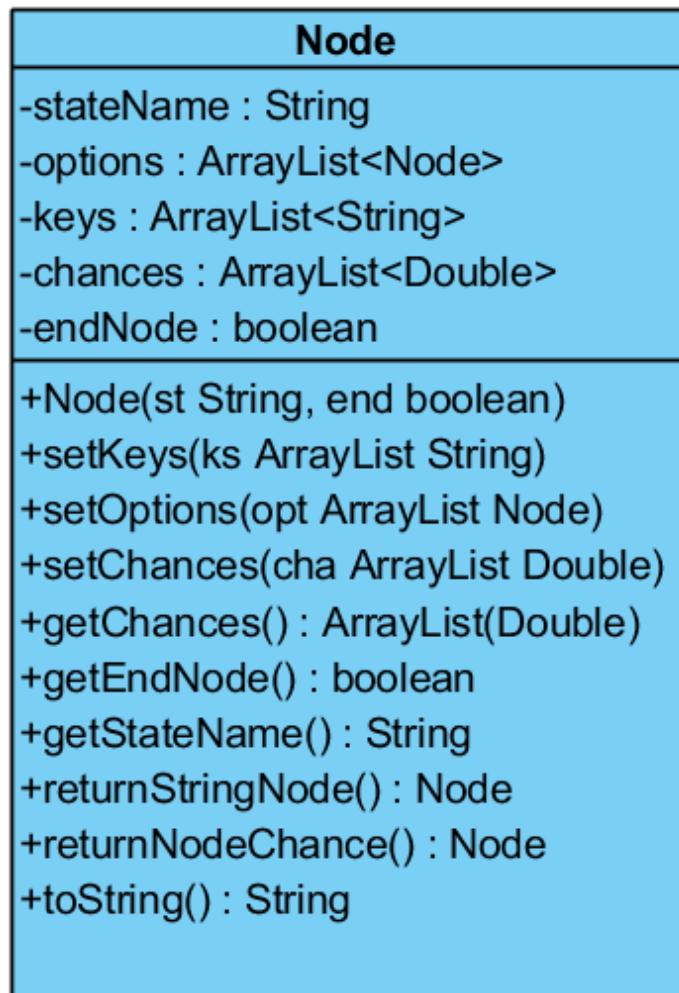 Node
-stateName : String
-options : ArrayList<Node>
-keys : ArrayList<String>
-chances : ArrayList<Double>
-endNode : boolean
+Node(st String, end boolean)
+setKeys(ks ArrayList String)
+setOptions(opt ArrayList Node)
+setChances(cha ArrayList Double)
+getChances() : ArrayList(Double)
+getEndNode() : boolean
+getStateName() : String
+returnStringNode() : Node
+returnNodeChance() : Node
+toString() : String